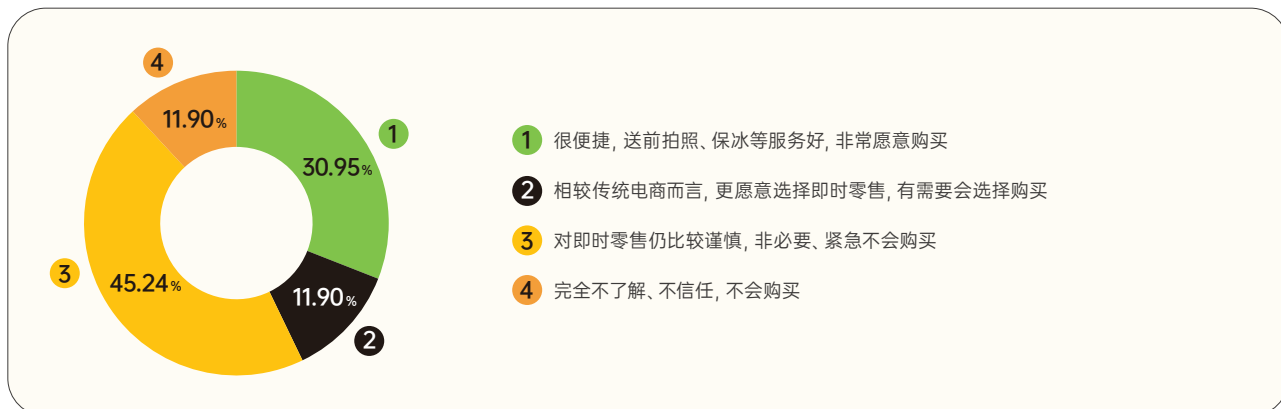 4
11.90%
1
30.95%
3
45.24%
11.90%
2
1 很便捷, 送前拍照、保冰等服务好, 非常愿意购买
2 相较传统电商而言, 更愿意选择即时零售, 有需要会选择购买
3 对即时零售仍比较谨慎, 非必要、紧急不会购买
4 完全不了解、不信任, 不会购买